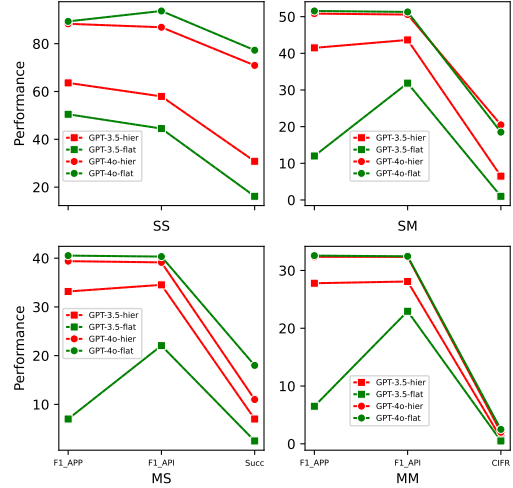 Performance
80
60
40
20
GPT-3.5-hier
GPT-3.5-flat
GPT-4o-hier
GPT-4o-flat
SS
50
40
30
20
10
0
GPT-3.5-hier
GPT-3.5-flat
GPT-4o-hier
GPT-4o-flat
SM
Performance
40
30
20
10
GPT-3.5-hier
GPT-3.5-flat
GPT-4o-hier
GPT-4o-flat
F1_APP F1_API Succ
MS
30
20
10
0
GPT-3.5-hier
GPT-3.5-flat
GPT-4o-hier
GPT-4o-flat
F1_APP F1_API CIFR
MM